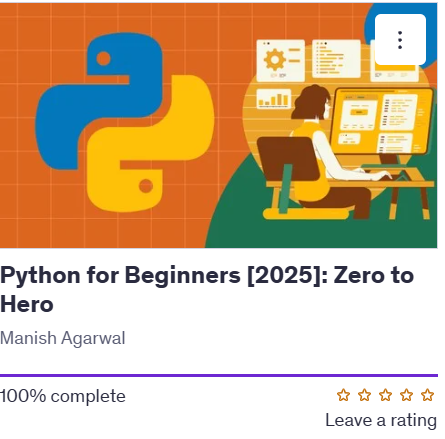 Python for Beginners [2025]: Zero to
Hero
Manish Agarwal
100% complete
Leave a rating